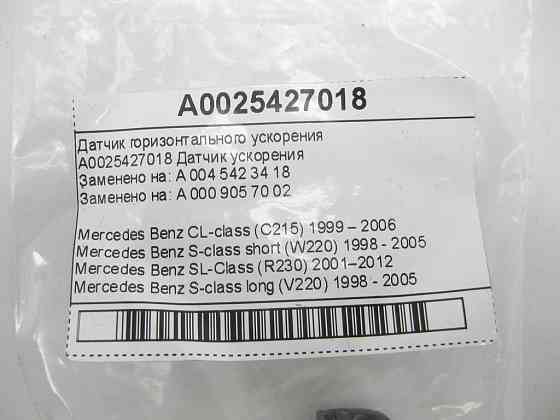 A0025427018
Датчик горизонтального ускорения
A0025427018 Датчик ускорения
Заменено на: A 004 542 34 18
Заменено на: A 000 905 70 02
Mercedes Benz CL-class (C215) 1999 – 2006
Mercedes Benz S-class short (W220) 1998 - 2005
Mercedes Benz SL-Class (R230) 2001–2012
Mercedes Benz S-class long (V220) 1998 - 2005